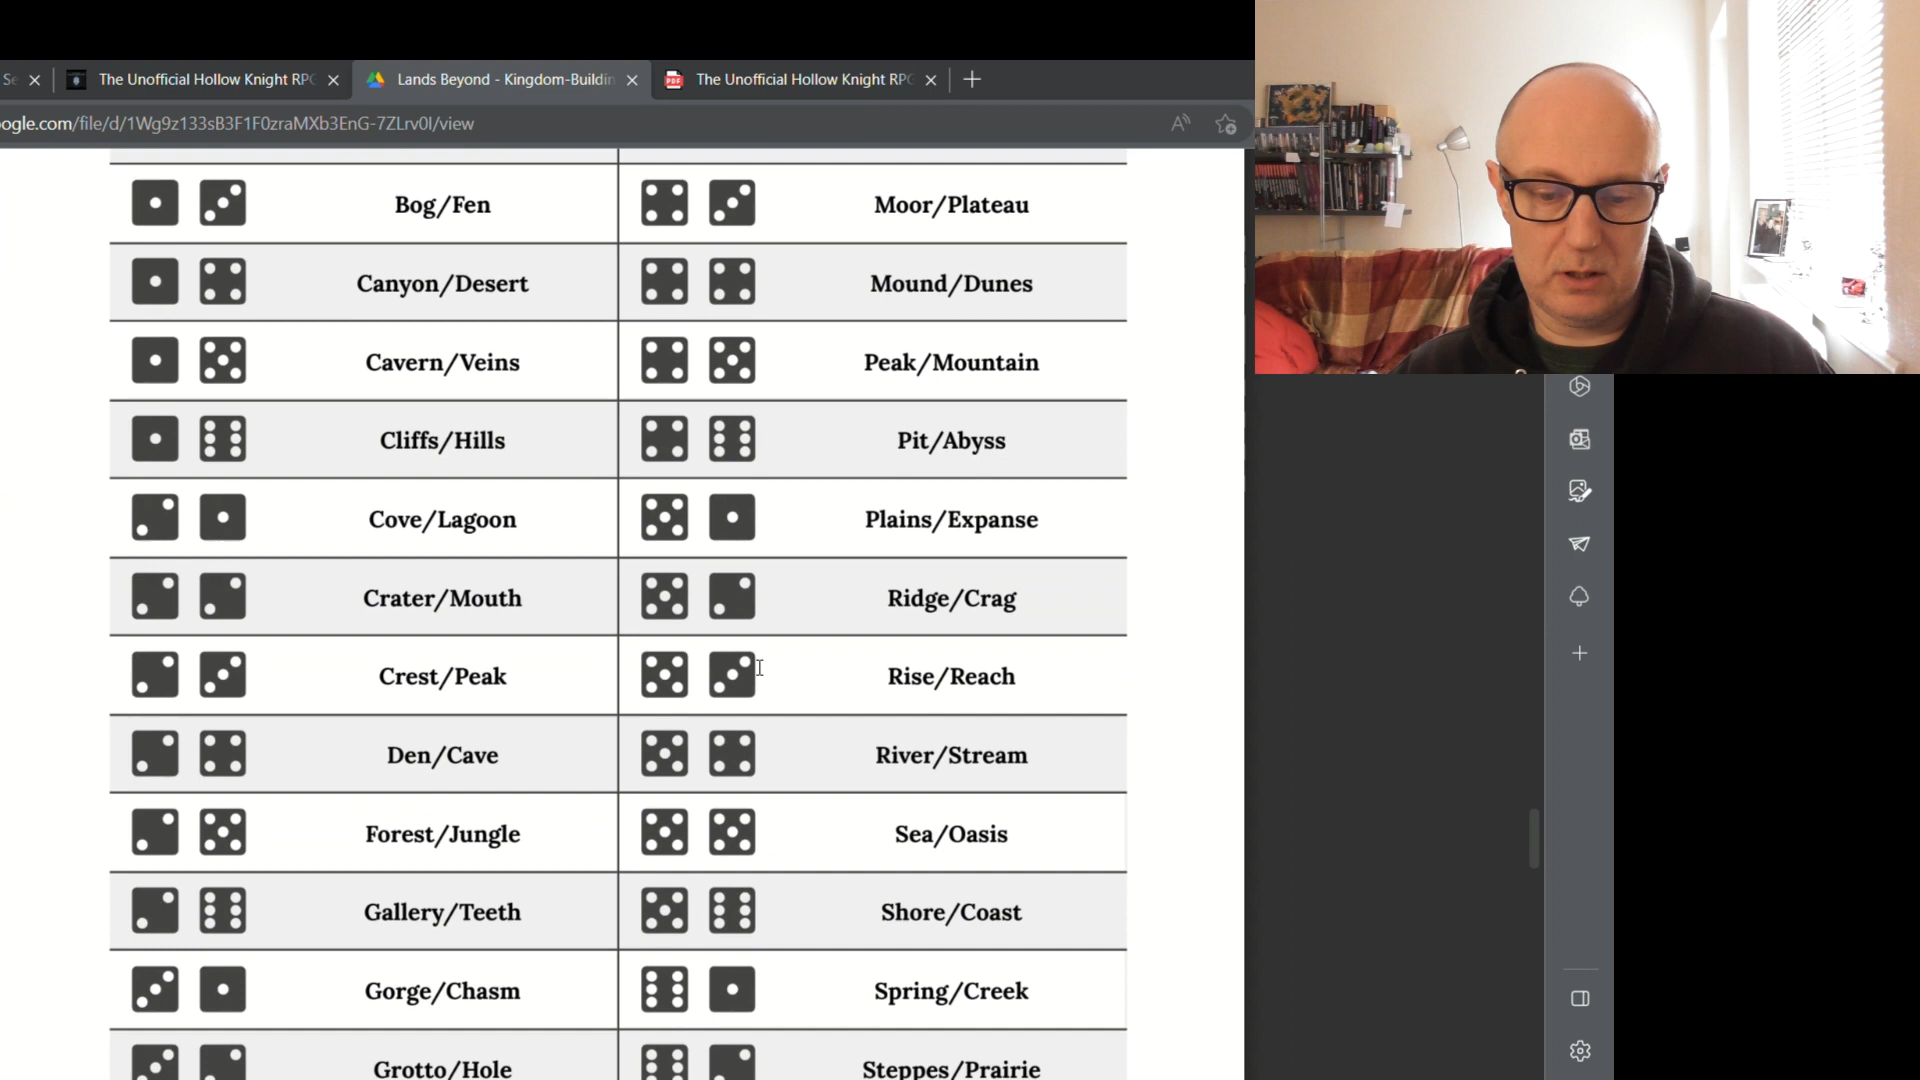 Se
The Unofficial Hollow Knight RPG
Lands Beyond - Kingdom-Buildin
The Unofficial Hollow Knight RPG
PDF
ogle.com/file/d/1Wg9z133sB3F1F0zraMXb3EnG-7ZLrv0l/view
Bog/Fen
Moor/Plateau
Canyon/Desert
Mound/Dunes
Cavern/Veins
Peak/Mountain
Cliffs/Hills
Pit/Abyss
Cove/Lagoon
Plains/Expanse
Crater/Mouth
Ridge/Crag
Crest/Peak
Rise/Reach
Den/Cave
River/Stream
Forest/Jungle
Sea/Oasis
Gallery/Teeth
Shore/Coast
Gorge/Chasm
Spring/Creek
Grotto/Hole
Steppes/Prairie